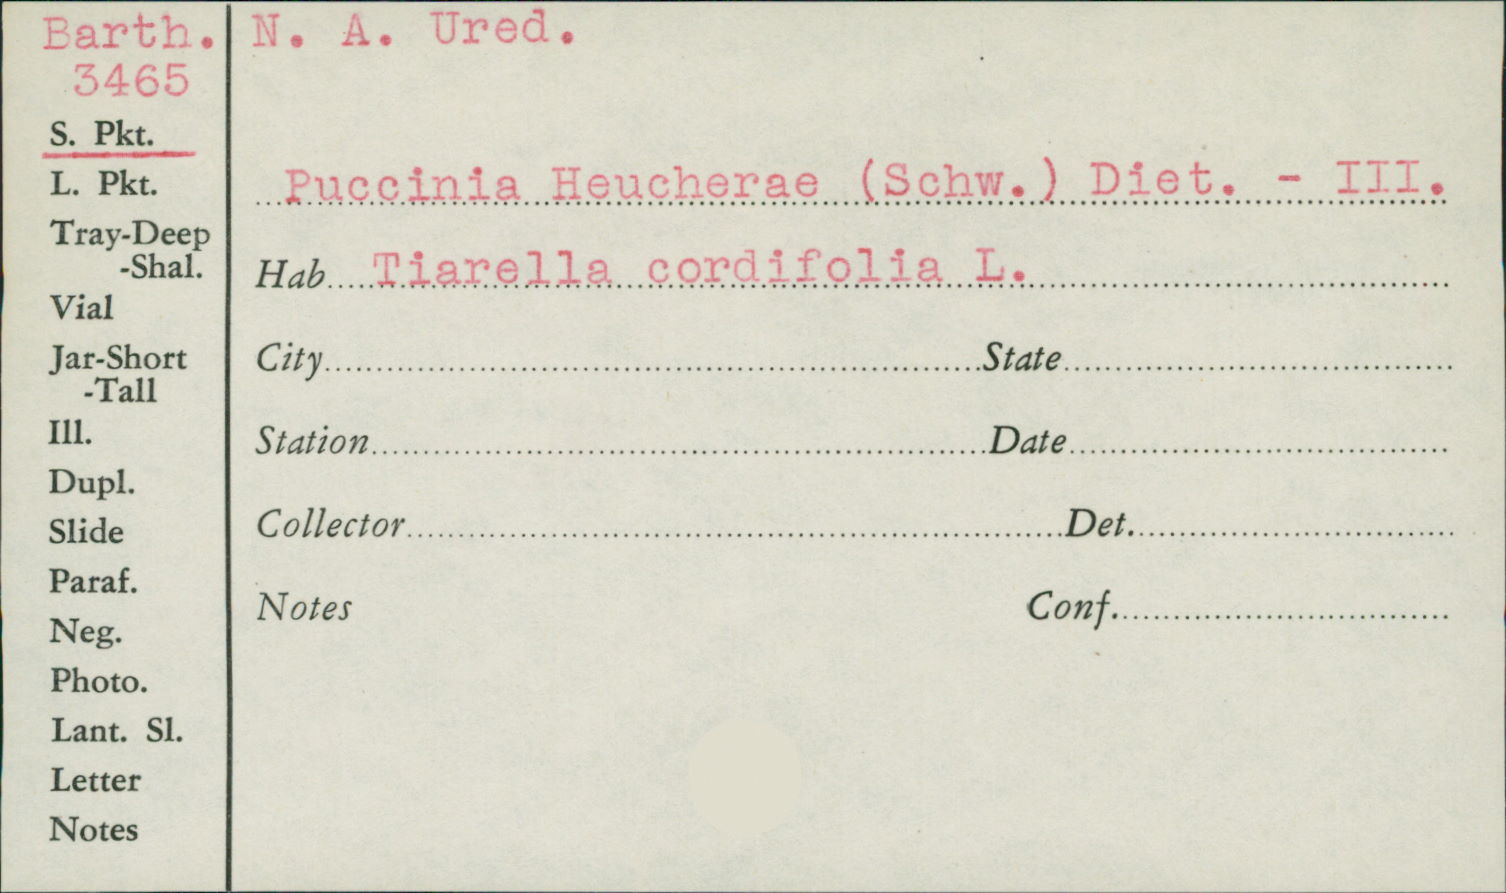 Barth. N. A. Ured.
3465
S. Pkt.
L. Pkt.
Tray-Deep
-Shal.
Vial
Jar-Short
-Tall
Ill.
Dupl.
Slide
Paraf.
Neg.
Photo.
Lant. Sl.
Letter
Notes
Puccinia Heucherae (Schw.) Diet. - III.
Hab Tiarella cordifolia L.
City State
Station Date
Collector Det.
Notes Conf.